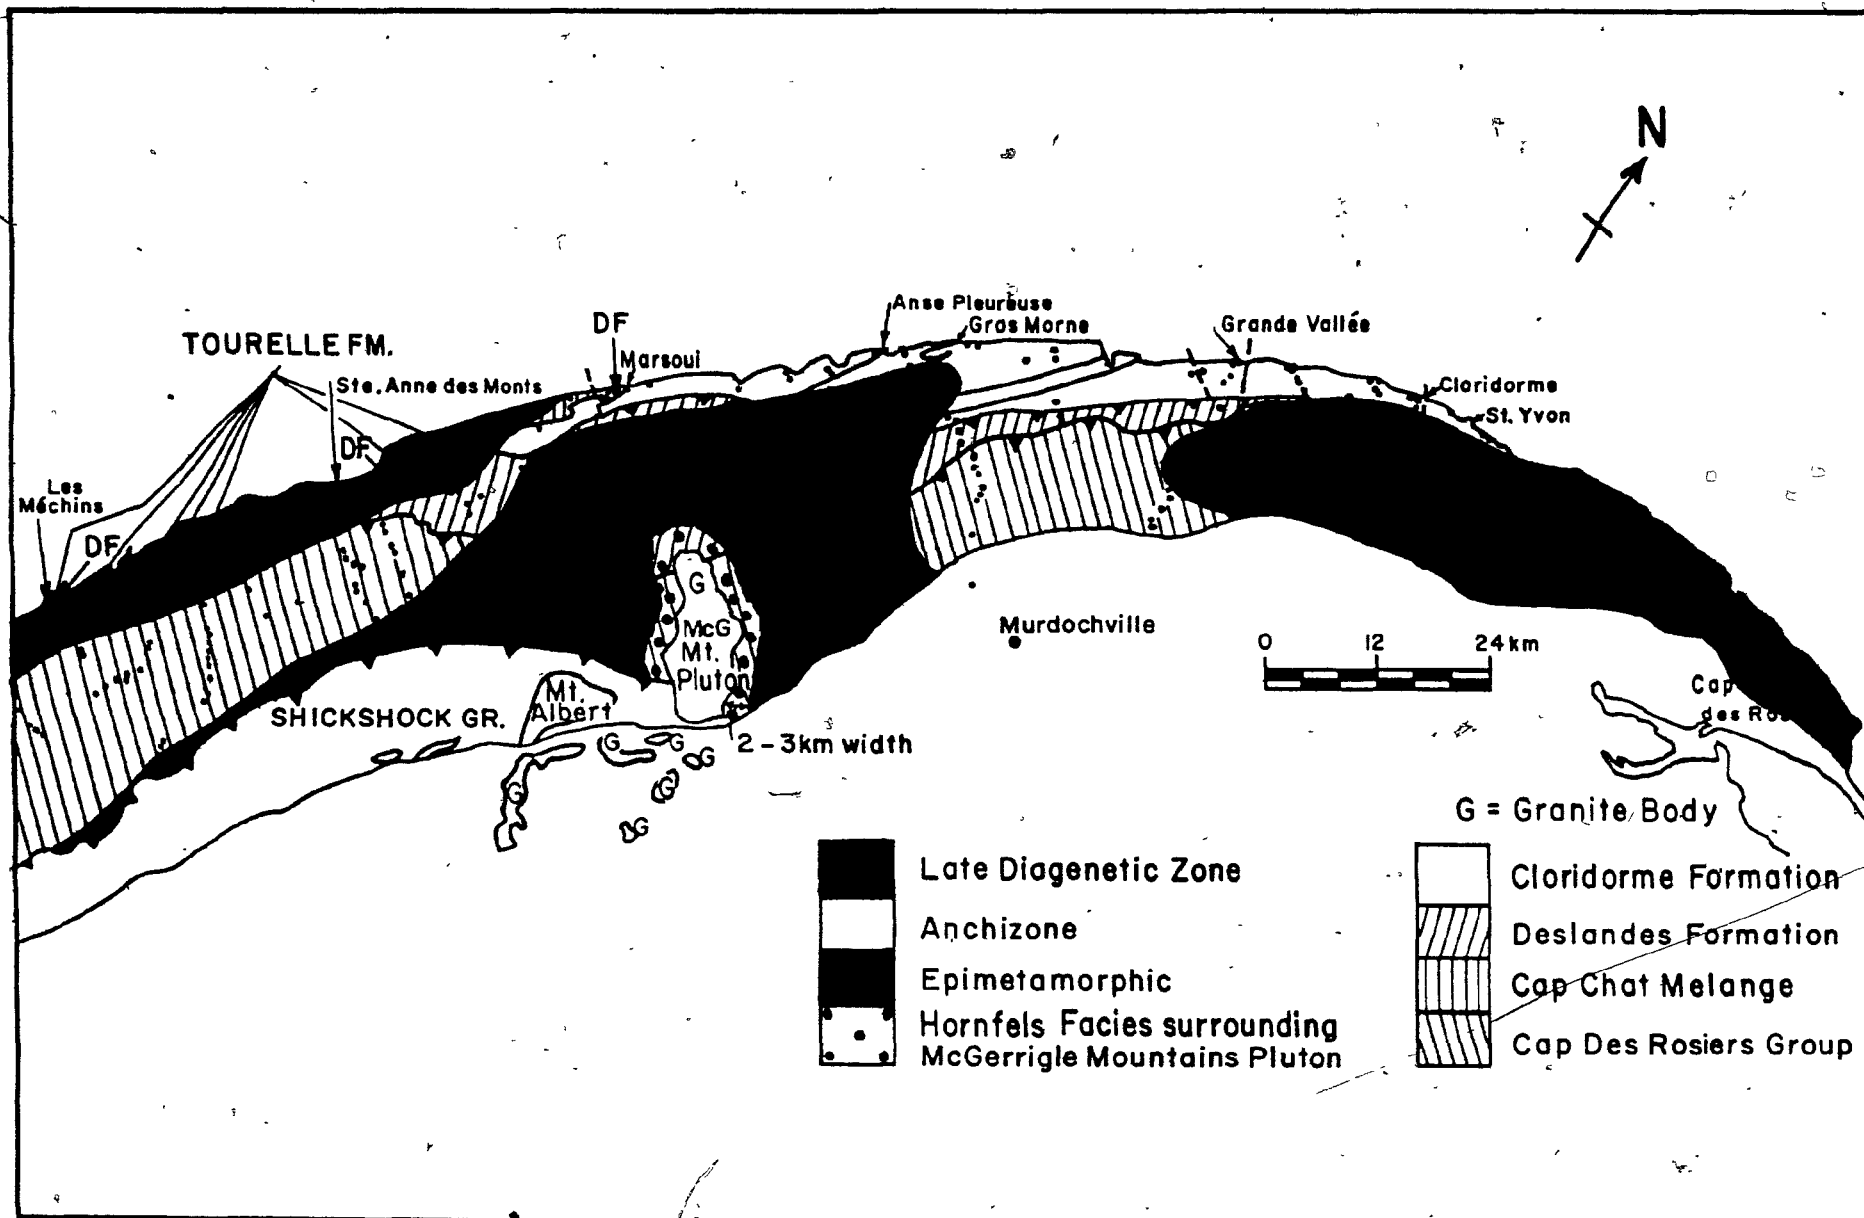 N
Anse Pleureuse
Gros Morne
Grande Vallée
DF
TOURELLE FM.
Marsoui
Ste. Anne des Monts
Cloridorme
St. Yvon
DF
Les
Méchins
DF
G
McG
Mt.
Pluton
Murdochville
0 12 24 km
Mt.
Albert
SHICKSHOCK GR.
Cap
des Ros
2-3km width
G
G
G
G
G
G
G = Granite Body
Late Diagenetic Zone
Anchizone
Epimetamorphic
Hornfels Facies surrounding
McGerrigle Mountains Pluton
Cloridorme Formation
Deslandes Formation
Cap Chat Melange
Cap Des Rosiers Group